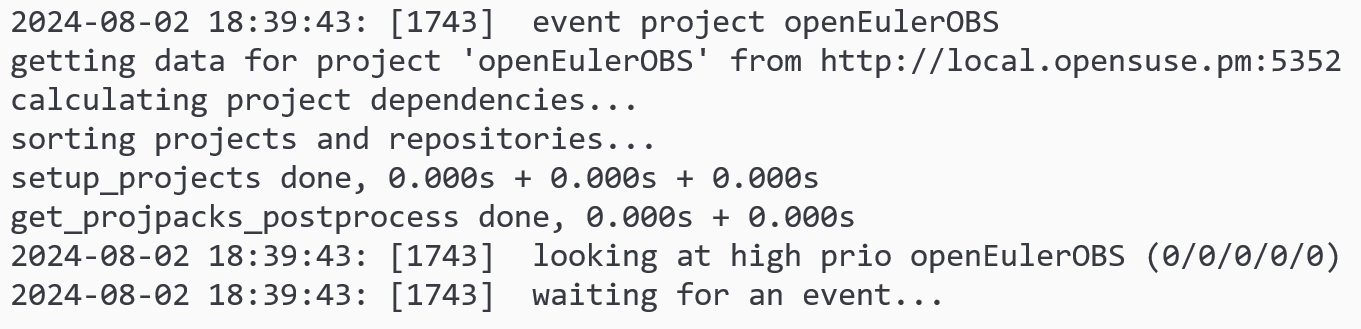 2024-08-02 18:39:43: [1743]  event project openEulerOBS
getting data for project 'openEulerOBS' from http://local.opensuse.pm:5352
calculating project dependencies...
sorting projects and repositories...
setup_projects done, 0.000s + 0.000s + 0.000s
get_projpacks_postprocess done, 0.000s + 0.000s
2024-08-02 18:39:43: [1743]  looking at high prio openEulerOBS (0/0/0/0/0)
2024-08-02 18:39:43: [1743]  waiting for an event...